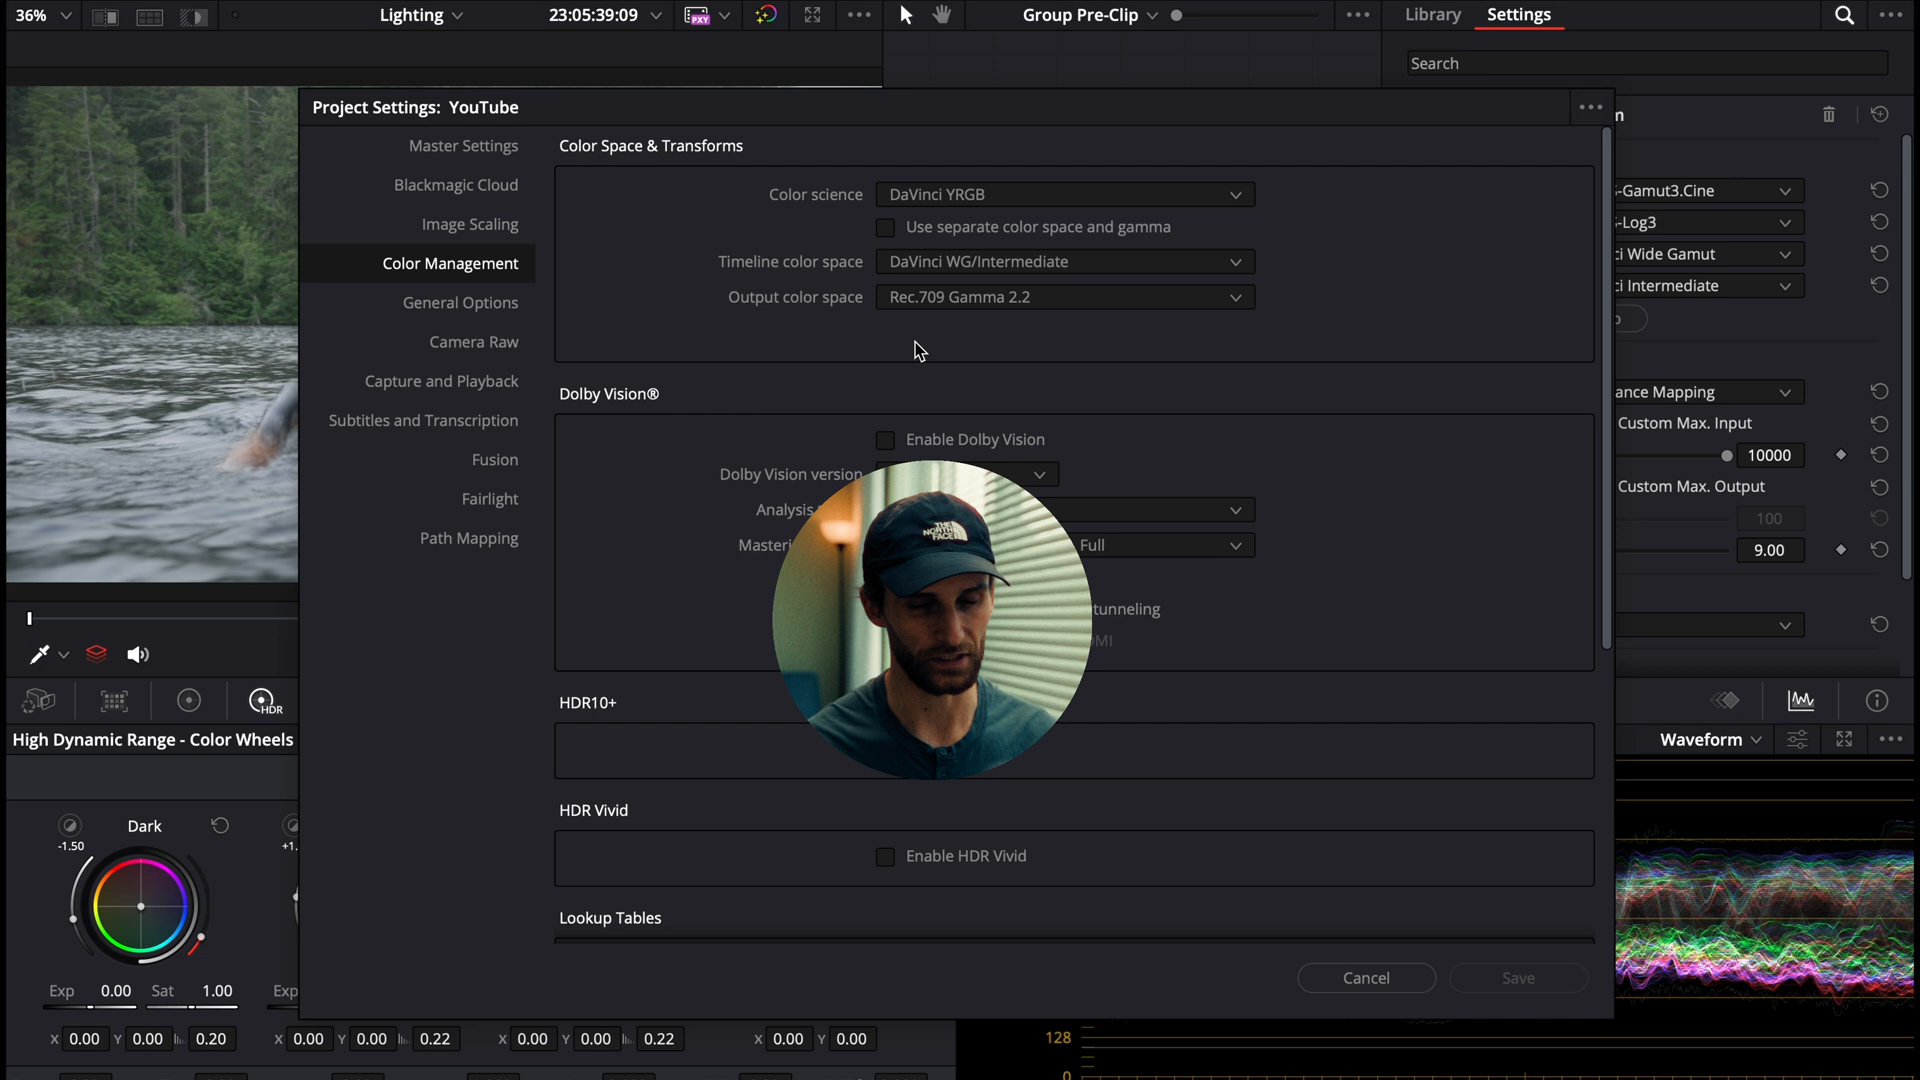 36%
Lighting
23:05:39:09
PXY
Group Pre-Clip
Library
Settings
Search
Project Settings: YouTube
Master Settings
Blackmagic Cloud
Image Scaling
Color Management
General Options
Camera Raw
Capture and Playback
Subtitles and Transcription
Fusion
Fairlight
Path Mapping
Color Space & Transforms
Color science
DaVinci YRGB
Use separate color space and gamma
Timeline color space
DaVinci WG/Intermediate
Output color space
Rec.709 Gamma 2.2
Dolby Vision®
Enable Dolby Vision
Dolby Vision version
Analysis
Full
tunneling
HDR10+
HDR Vivid
Enable HDR Vivid
Lookup Tables
Cancel
Save
S-Gamut3.Cine
S-Log3
Wide Gamut
Intermediate
Mapping
Custom Max. Input
10000
Custom Max. Output
100
9.00
THE NORTH FACE
HDR
High Dynamic Range - Color Wheels
Waveform
Dark
-1.50
+1.
Exp 0.00 Sat 1.00
Exp
X 0.00 Y 0.00 0.20
X 0.00 Y 0.00 0.22
X 0.00 Y 0.00 0.22
X 0.00 Y 0.00
128
0